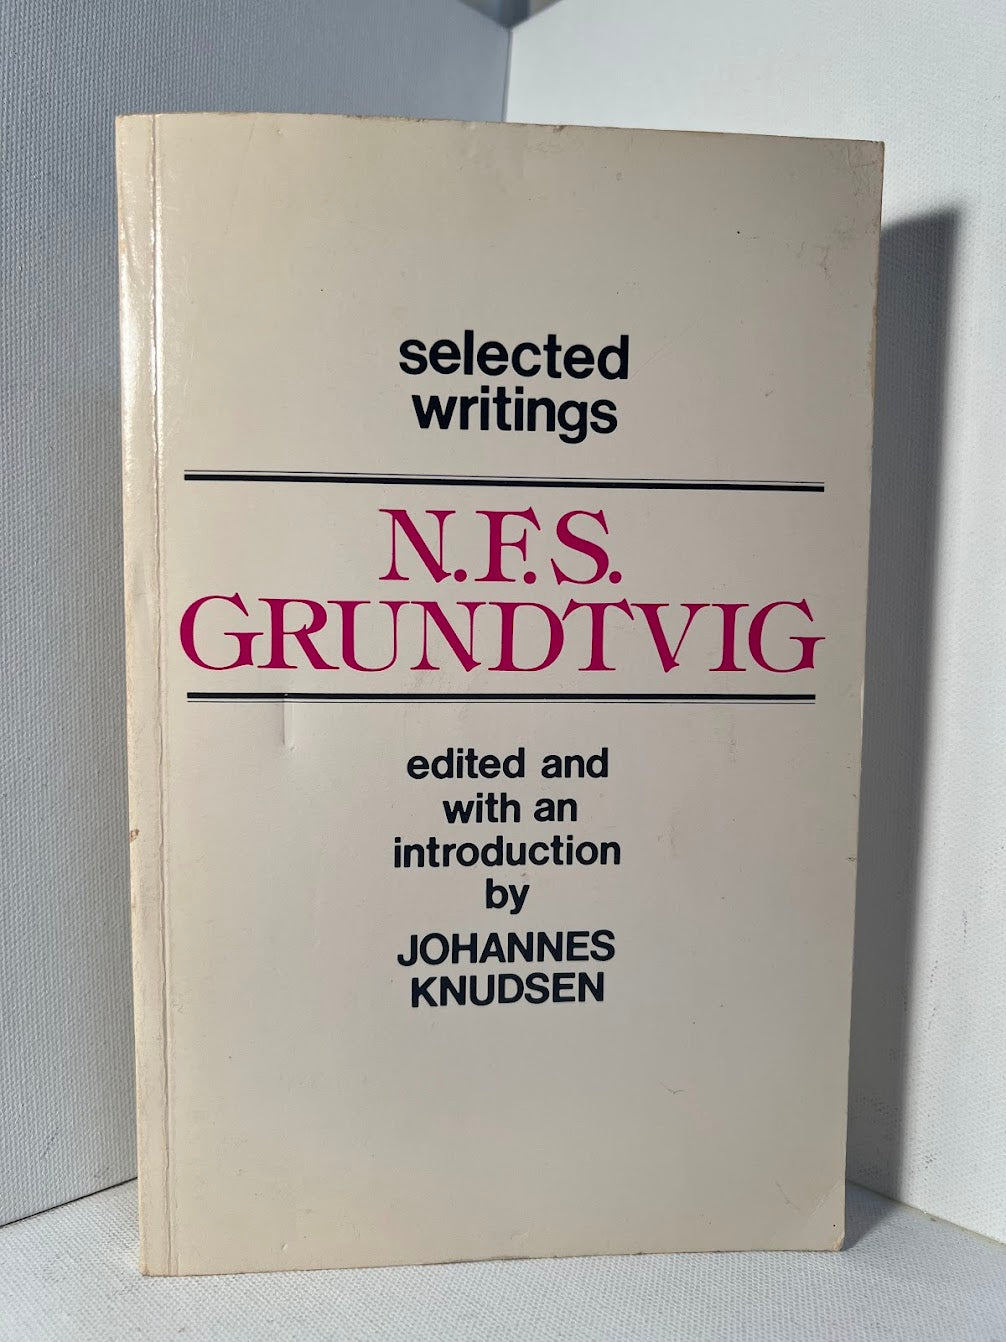 selected
writings
N.F.S.
GRUNDTVIG
edited and
with an
introduction
by
JOHANNES
KNUDSEN